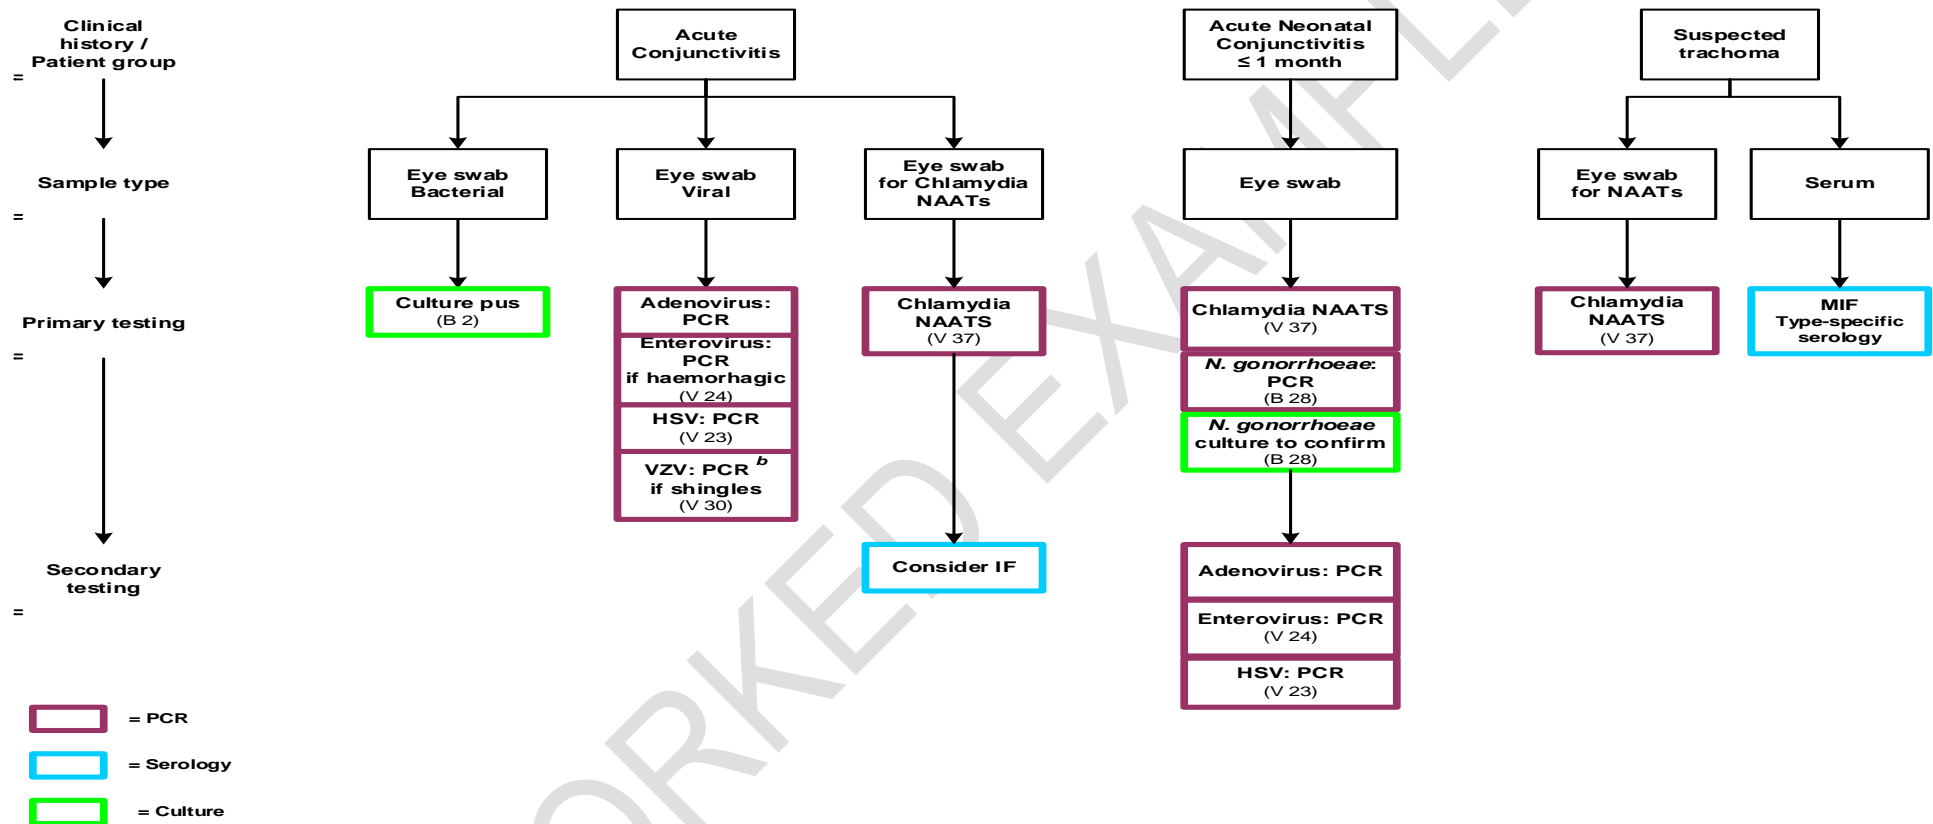 Clinical
history /
Patient group
=
Sample type
=
Primary testing
=
Secondary
testing
=
Acute
Conjunctivitis
Eye swab
Bacterial
Culture pus
(B 2)
Eye swab
Viral
Adenovirus:
PCR
Enterovirus:
PCR
if haemorhagic
(V 24)
HSV: PCR
(V 23)
VZV: PCR b
if shingles
(V 30)
Eye swab
for Chlamydia
NAATs
Chlamydia
NAATS
(V 37)
Consider IF
Acute Neonatal
Conjunctivitis
≤ 1 month
Eye swab
Chlamydia NAATS
(V 37)
N. gonorrhoeae:
PCR
(B 28)
N. gonorrhoeae
culture to confirm
(B 28)
Adenovirus: PCR
Enterovirus: PCR
(V 24)
HSV: PCR
(V 23)
Suspected
trachoma
Eye swab
for NAATs
Chlamydia
NAATS
(V 37)
Serum
MIF
Type-specific
serology
= PCR
= Serology
= Culture
ORKED EXAMPL